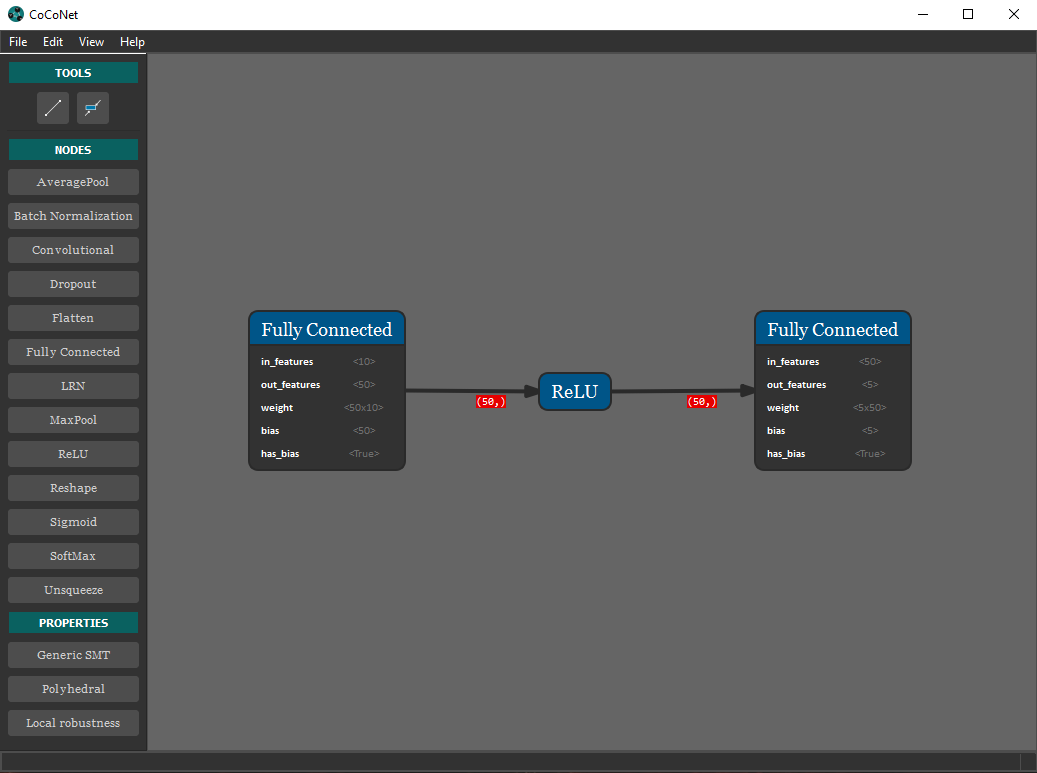 CoCoNet
File Edit View Help
TOOLS
NODES
AveragePool
Batch Normalization
Convolutional
Dropout
Flatten
Fully Connected
LRN
MaxPool
ReLU
Reshape
Sigmoid
SoftMax
Unsqueeze
PROPERTIES
Generic SMT
Polyhedral
Local robustness
Fully Connected
in_features <10>
out_features <50>
weight <50x10>
bias <50>
has_bias <True>
(50,)
ReLU
(50,)
Fully Connected
in_features <50>
out_features <5>
weight <5x50>
bias <5>
has_bias <True>